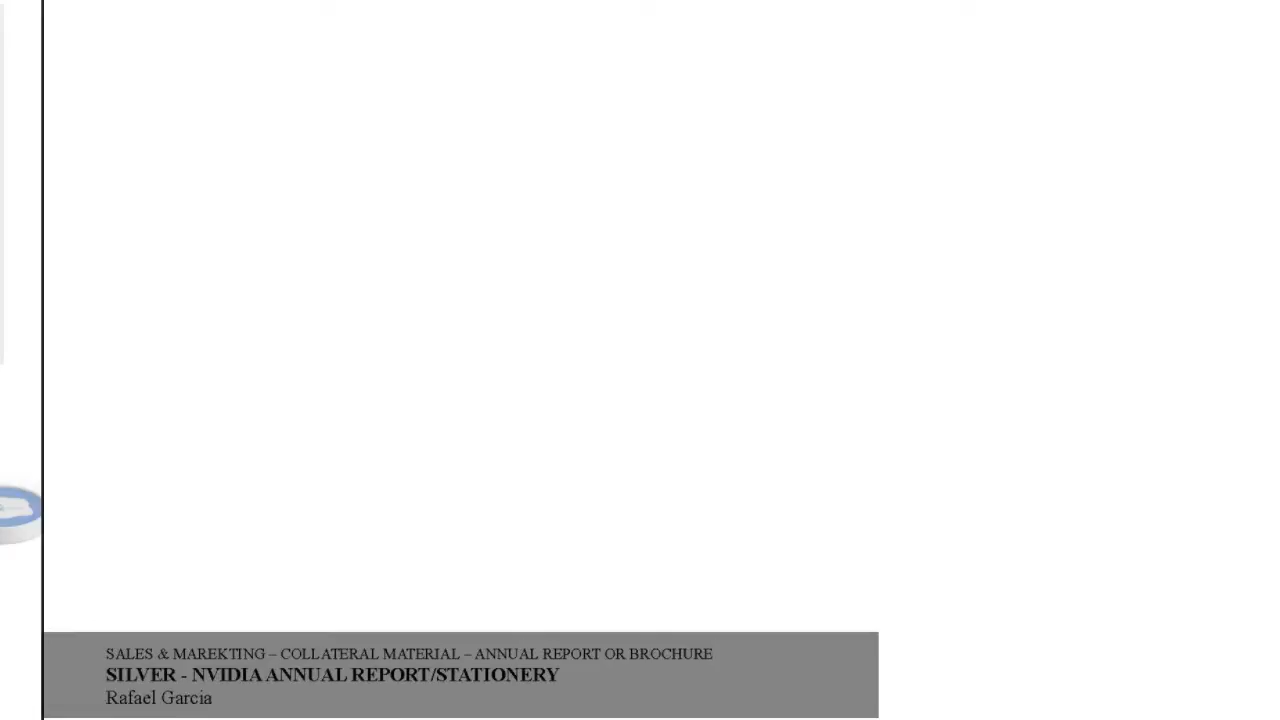 SALES & MAREKTING – COLLATERAL MATERIAL – ANNUAL REPORT OR BROCHURE
SILVER - NVIDIA ANNUAL REPORT/STATIONERY
Rafael Garcia